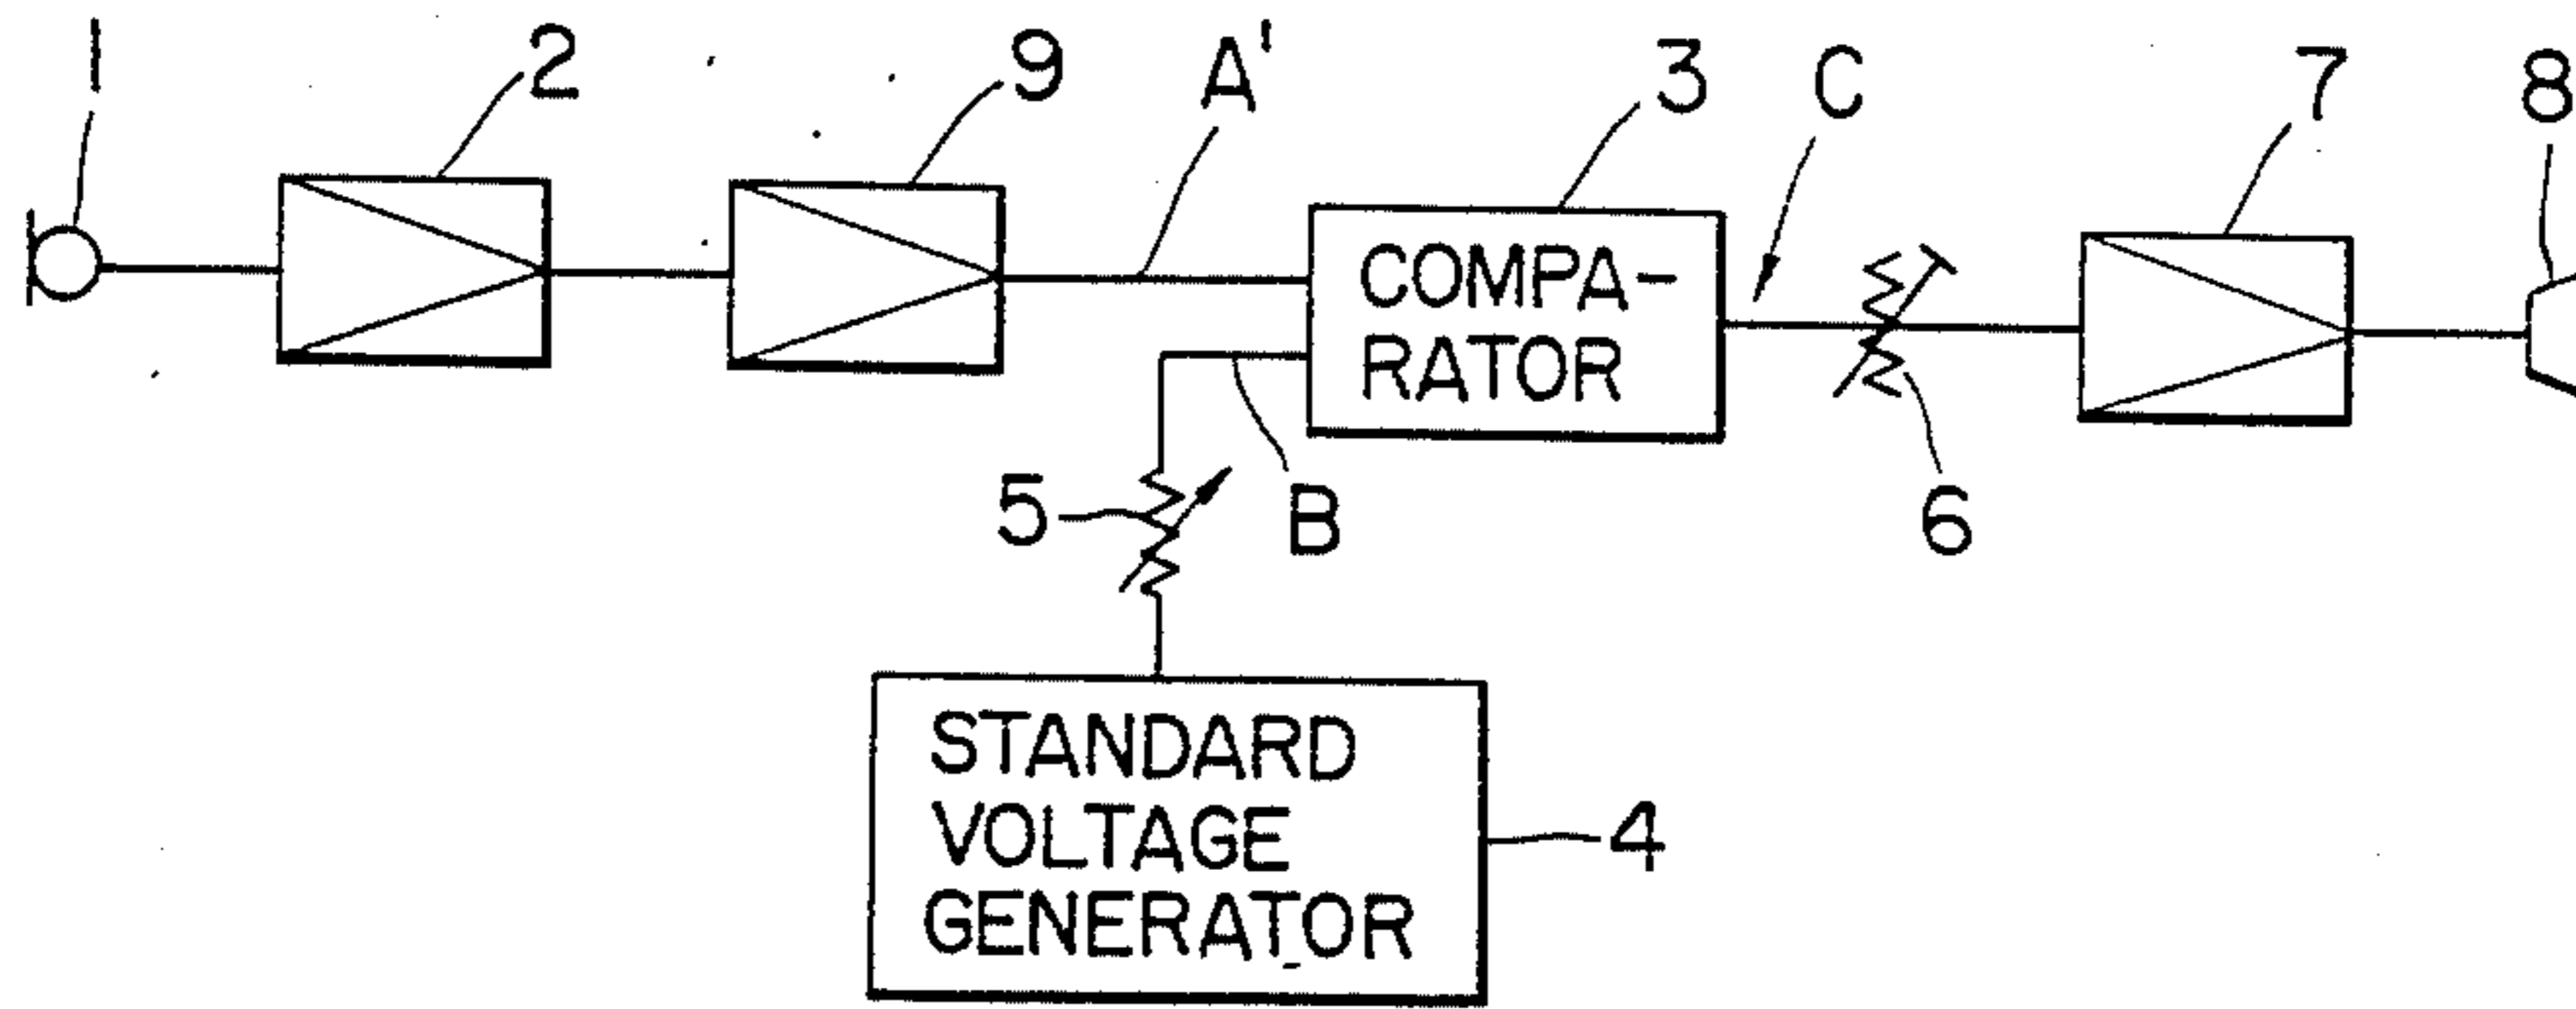 1
2
9
A'
3
C
7
8
COMPA-
RATOR
5
B
6
STANDARD
VOLTAGE
GENERATOR
4